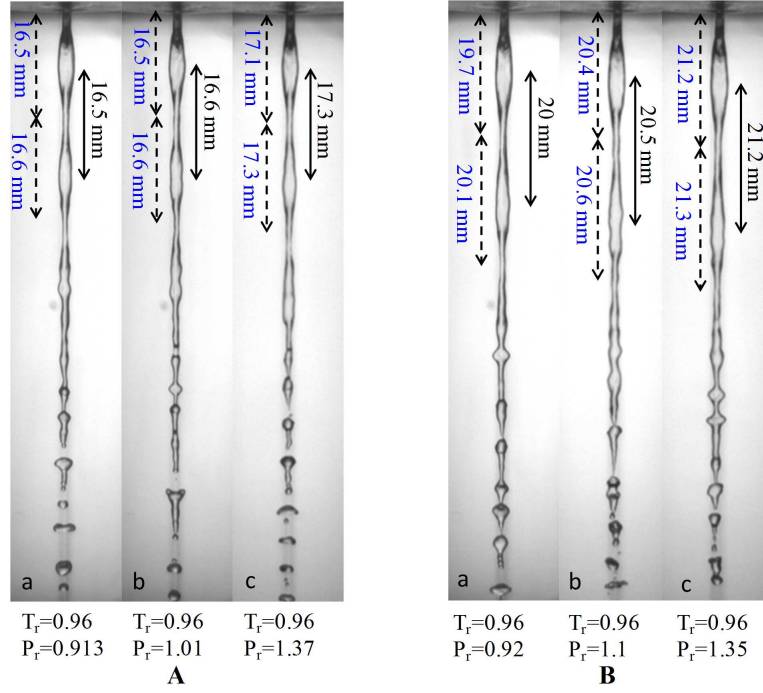 16.5 mm
16.6 mm
16.5 mm
a
16.5 mm
16.6 mm
16.6 mm
b
17.1 mm
17.3 mm
17.3 mm
c
Tr=0.96
Pr=0.913
Tr=0.96
Pr=1.01
Tr=0.96
Pr=1.37
A
19.7 mm
20.1 mm
20 mm
a
20.4 mm
20.6 mm
20.5 mm
b
21.2 mm
21.3 mm
21.2 mm
c
Tr=0.96
Pr=0.92
Tr=0.96
Pr=1.1
Tr=0.96
Pr=1.35
B